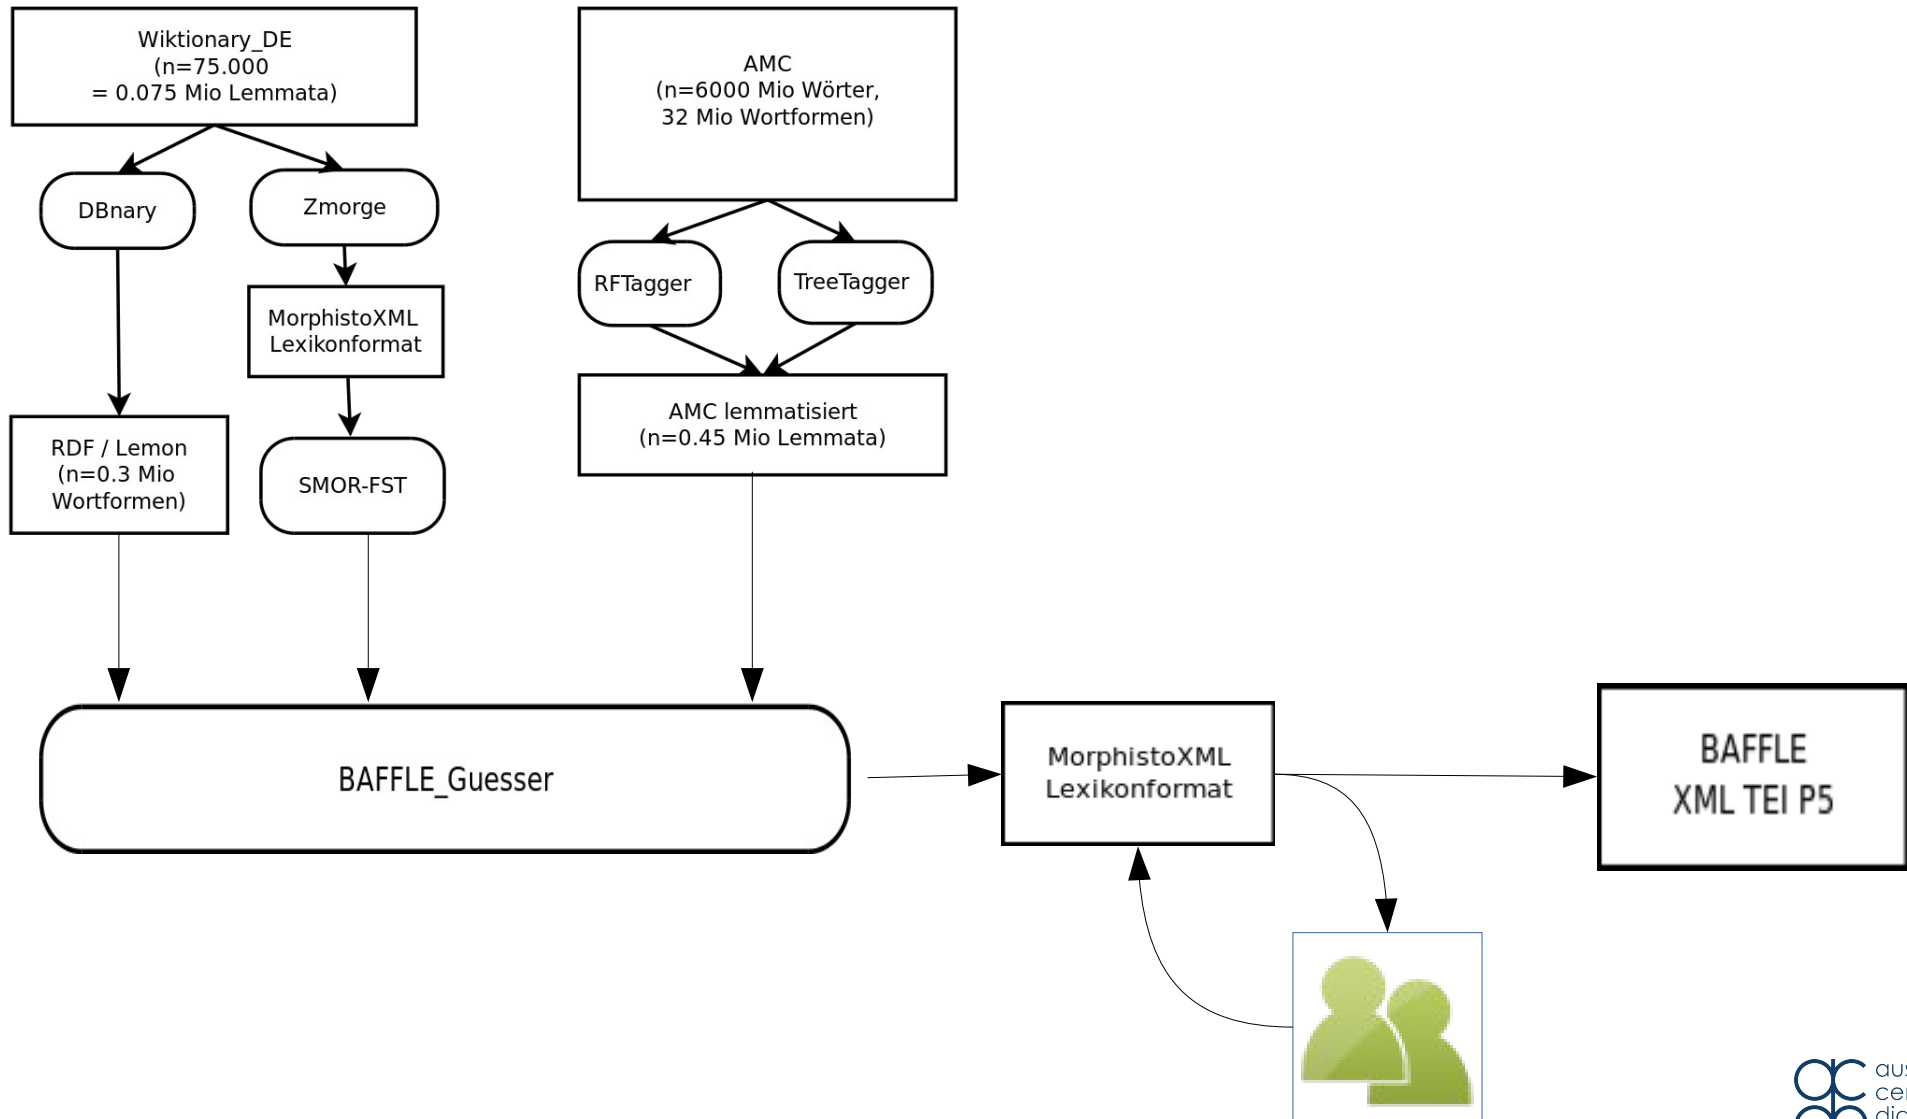 Wiktionary_DE
(n=75.000
= 0.075 Mio Lemmata)
AMC
(n=6000 Mio Wörter,
32 Mio Wortformen)
DBnary
Zmorge
RFTagger
TreeTagger
MorphistoXML
Lexikonformat
AMC lemmatisiert
(n=0.45 Mio Lemmata)
RDF / Lemon
(n=0.3 Mio
Wortformen)
SMOR-FST
BAFFLE_Guesser
MorphistoXML
Lexikonformat
BAFFLE
XML TEI P5